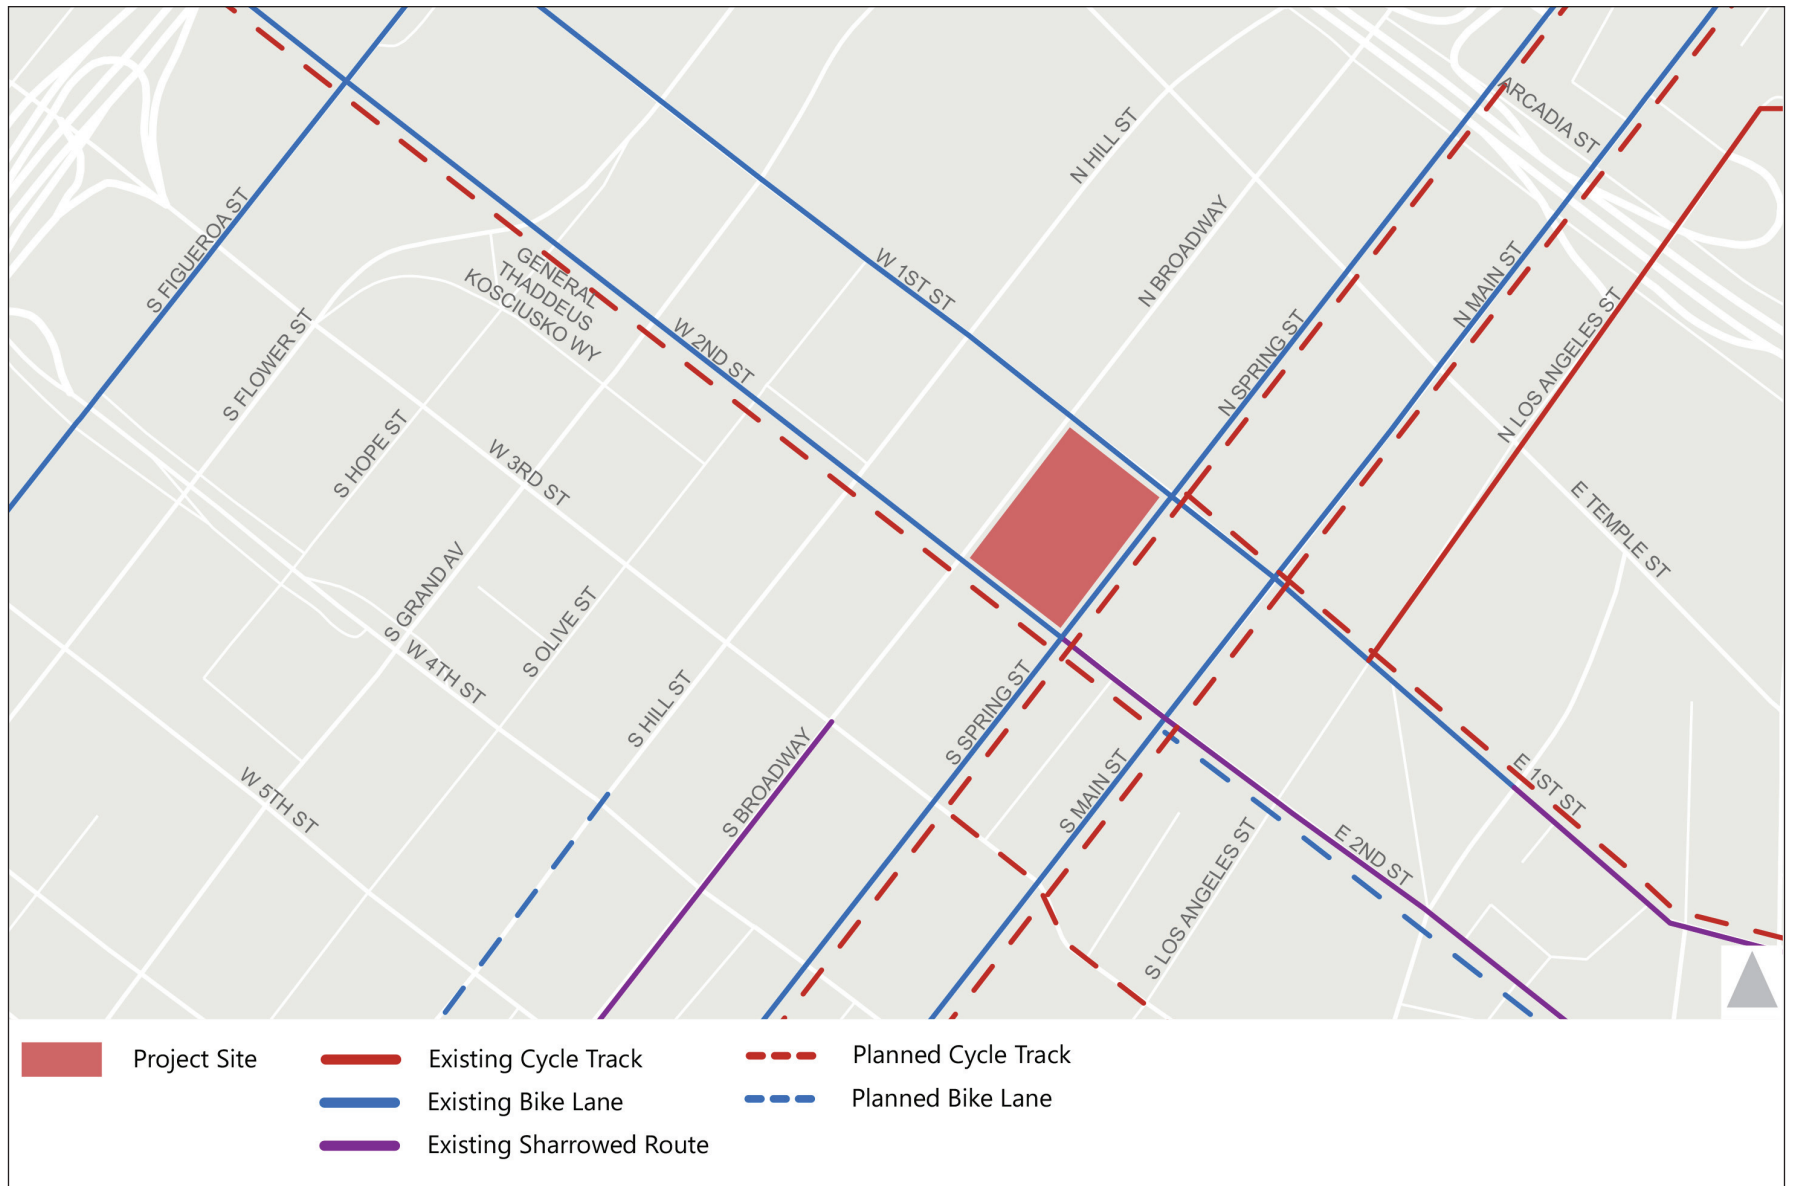 ARCADIA ST
N HILL ST
S FIGUEROA ST
N BROADWAY
W 1ST ST
GENERAL
THADDEUS
KOSCIUSKO WY
N MAIN ST
N LOS ANGELES ST
S FLOWER ST
W 2ND ST
N SPRING ST
S HOPE ST
W 3RD ST
E TEMPLE ST
S GRAND AV
S OLIVE ST
W 4TH ST
S HILL ST
S SPRING ST
S BROADWAY
S MAIN ST
E 1ST ST
W 5TH ST
E 2ND ST
S LOS ANGELES ST
Project Site
Existing Cycle Track
Existing Bike Lane
Existing Sharrowed Route
Planned Cycle Track
Planned Bike Lane